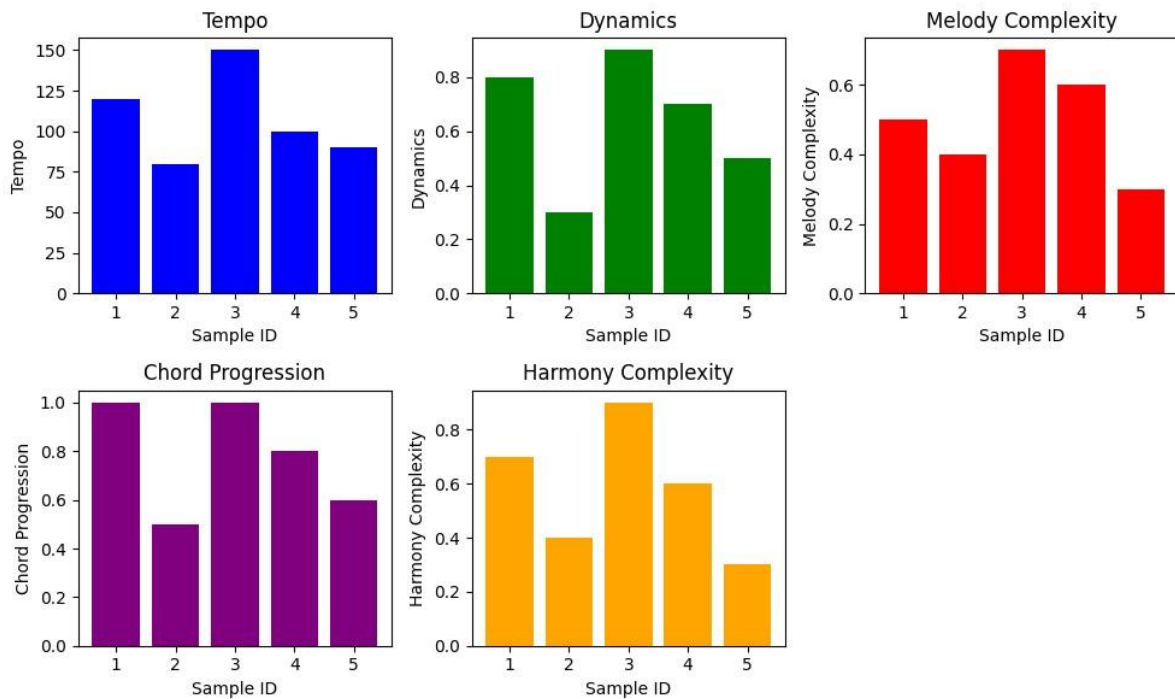 Tempo
Tempo
150
125
100
75
50
25
0
1 2 3 4 5
Sample ID
Dynamics
Dynamics
0.8
0.6
0.4
0.2
0.0
1 2 3 4 5
Sample ID
Melody Complexity
Melody Complexity
0.6
0.4
0.2
0.0
1 2 3 4 5
Sample ID
Chord Progression
Chord Progression
1.0
0.8
0.6
0.4
0.2
0.0
1 2 3 4 5
Sample ID
Harmony Complexity
Harmony Complexity
0.8
0.6
0.4
0.2
0.0
1 2 3 4 5
Sample ID